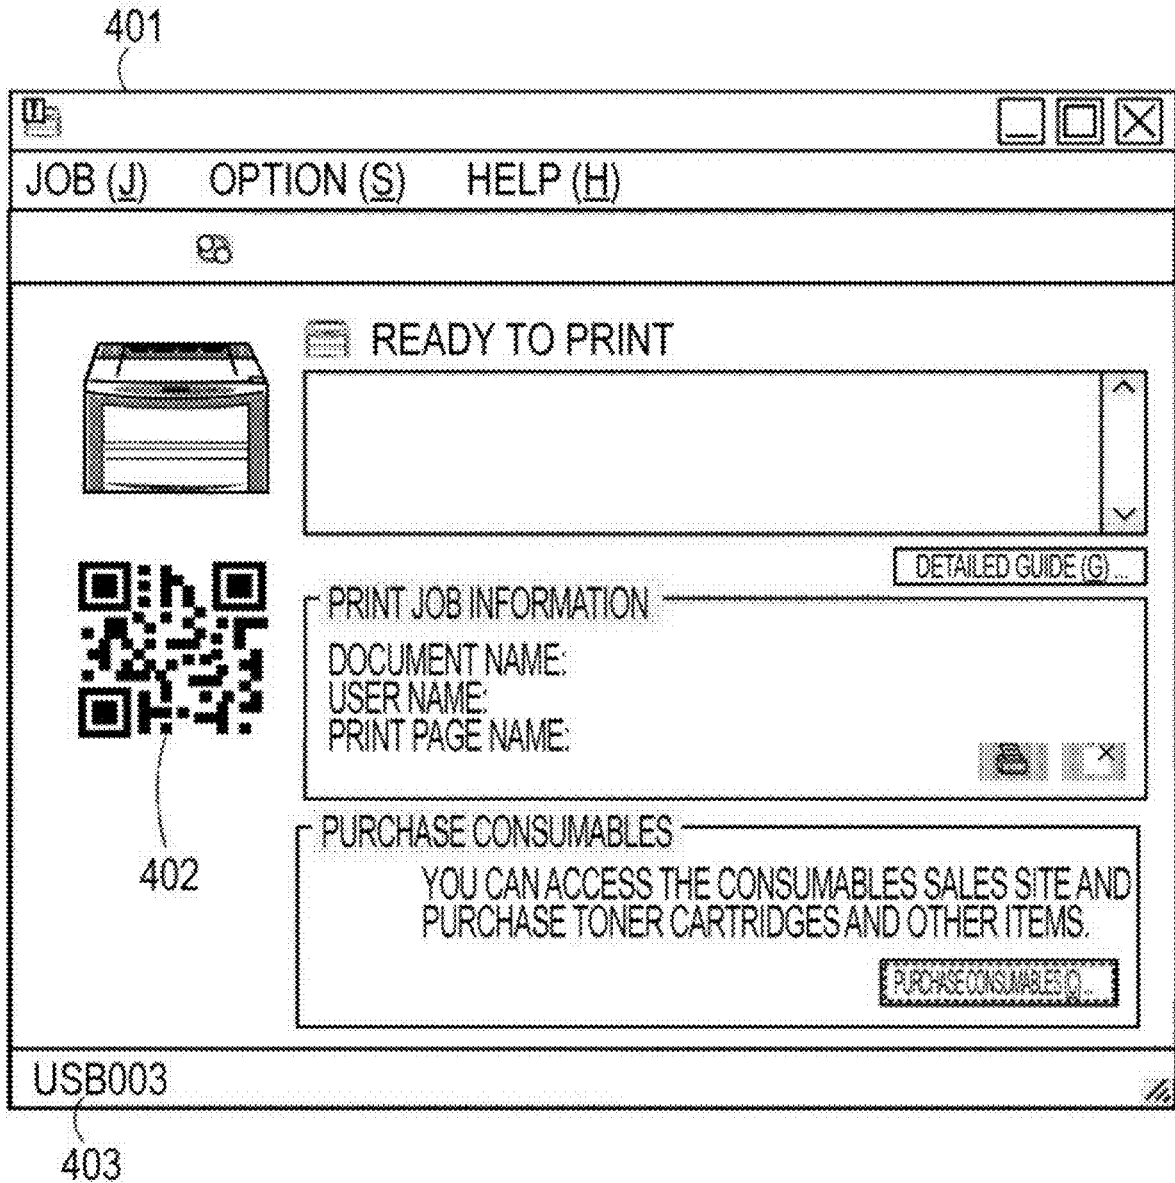 401
JOB (J) OPTION (S) HELP (H)
READY TO PRINT
DETAILED GUIDE (G) ...
PRINT JOB INFORMATION
DOCUMENT NAME:
USER NAME:
PRINT PAGE NAME:
402
PURCHASE CONSUMABLES
YOU CAN ACCESS THE CONSUMABLES SALES SITE AND
PURCHASE TONER CARTRIDGES AND OTHER ITEMS.
PURCHASE CONSUMABLES
USB003
403